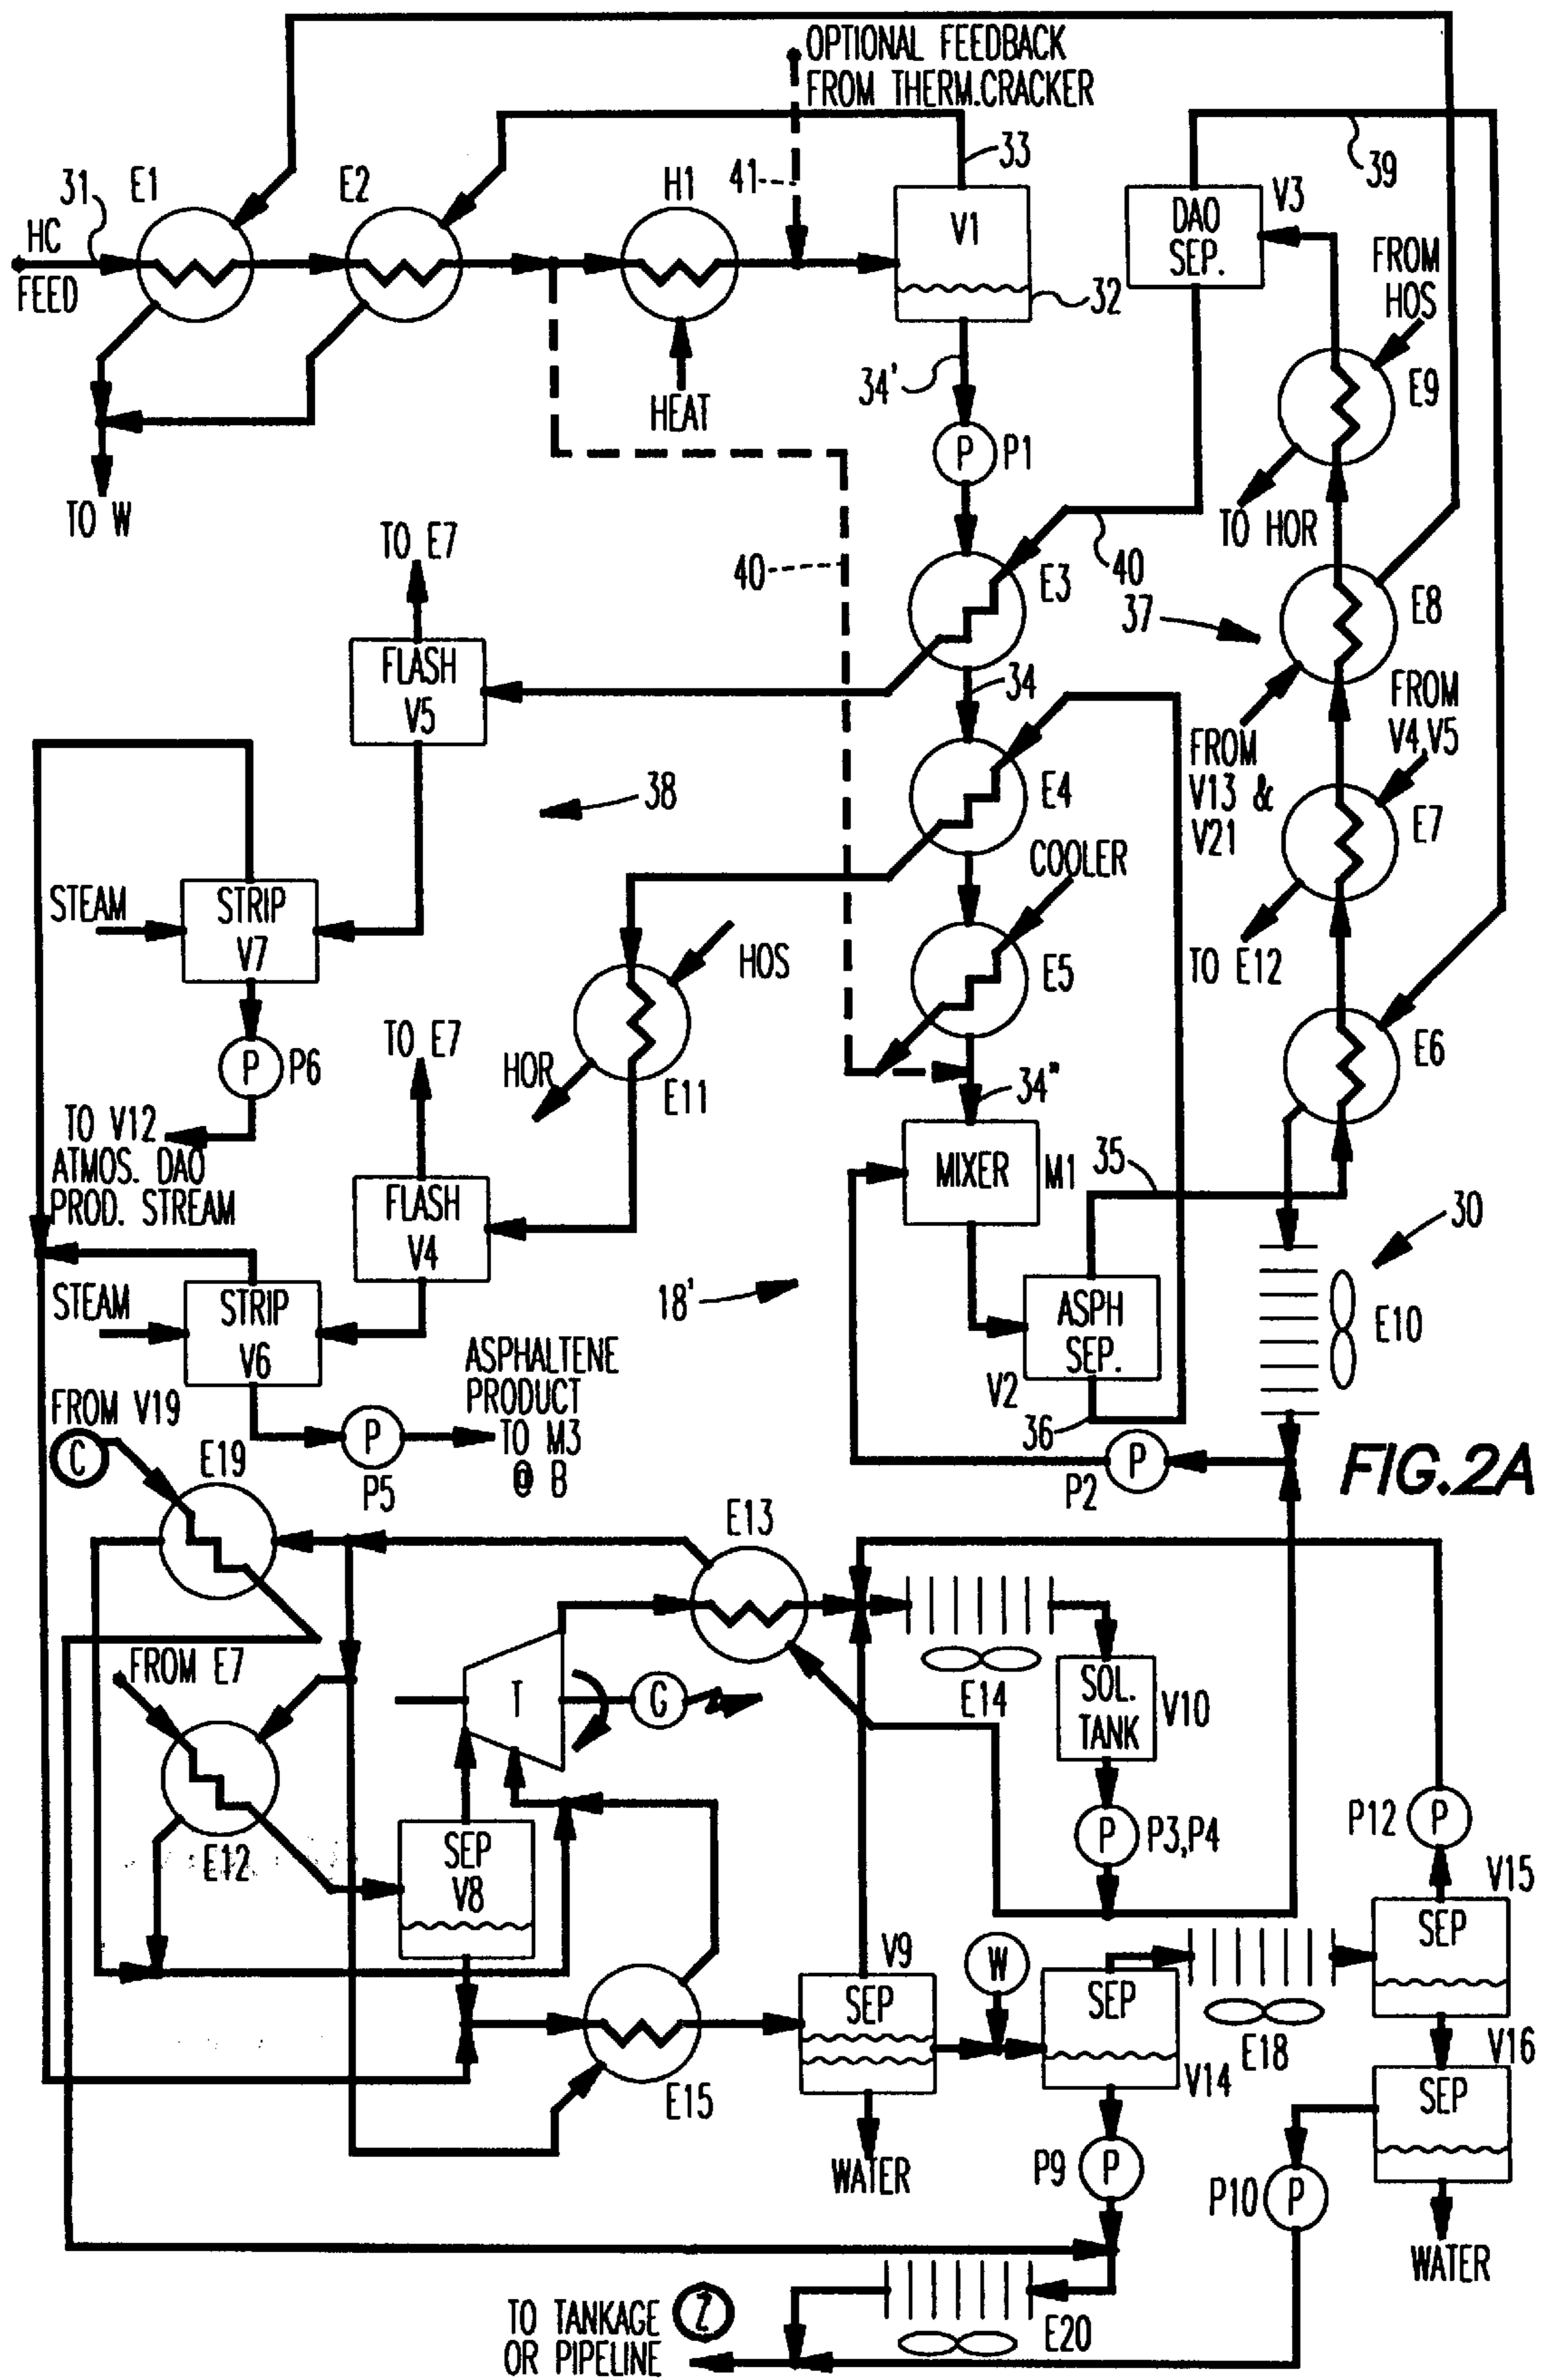 OPTIONAL FEEDBACK
FROM THERM.CRACKER
31
E1
E2
H1
41
33
39
HC
FEED
V1
DAO
SEP.
V3
32
FROM
HOS
34'
E9
HEAT
P
P1
TO W
TO HOR
TO E7
40
40
E3
37
E8
FLASH
V5
34
FROM
V4,V5
FROM
V13 &
V21
38
E4
E7
COOLER
STEAM
STRIP
V7
HOS
E5
TO E12
TO E7
P
P6
HOR
E11
E6
34"
TO V12
ATMOS. DAO
PROD. STREAM
MIXER
M1
35
FLASH
V4
30
18'
STEAM
STRIP
V6
ASPH
SEP.
E10
ASPHALTENE
PRODUCT
TO M3
@ B
V2
FROM V19
C
E19
P
P5
36
P
P2
FIG.2A
E13
FROM E7
T
G
E14
SOL.
TANK
V10
E12
SEP
V8
P
P3,P4
P12
P
V15
SEP
V9
W
SEP
SEP
E18
V14
V16
SEP
E15
WATER
P9
P
P10
P
WATER
TO TANKAGE
OR PIPELINE
Z
E20